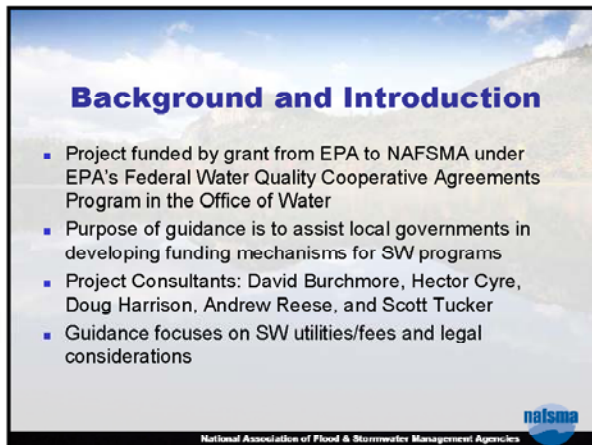 Background and Introduction
Project funded by grant from EPA to NAFSMA under
EPA's Federal Water Quality Cooperative Agreements
Program in the Office of Water
Purpose of guidance is to assist local governments in
developing funding mechanisms for SW programs
Project Consultants: David Burchmore, Hector Cyre,
Doug Harrison, Andrew Reese, and Scott Tucker
Guidance focuses on SW utilities/fees and legal
considerations
nafsma
National Association of Flood & Stormwater Management Agencies